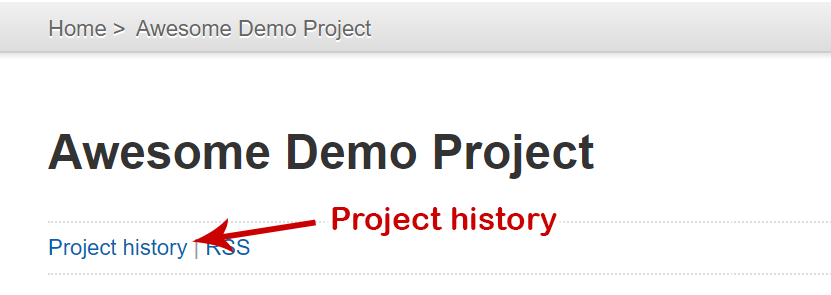 Home > Awesome Demo Project
Awesome Demo Project
Project history
Project history | RSS